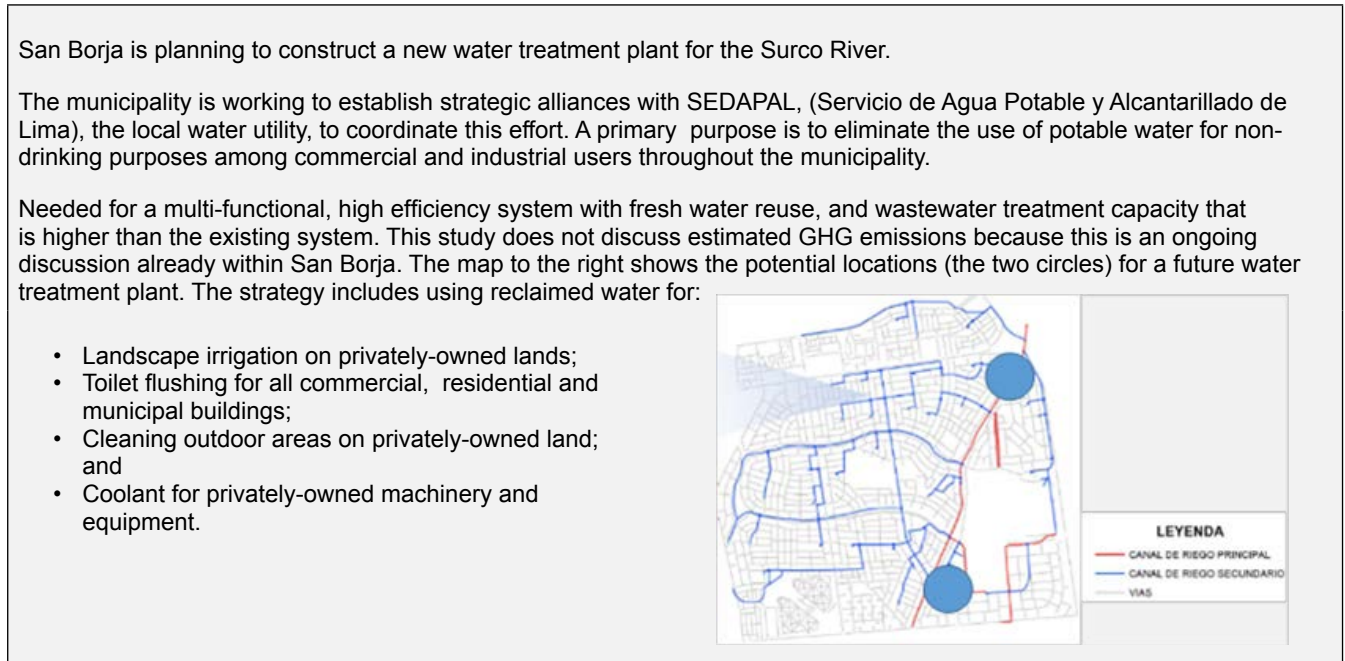 San Borja is planning to construct a new water treatment plant for the Surco River.
The municipality is working to establish strategic alliances with SEDAPAL, (Servicio de Agua Potable y Alcantarillado de
Lima), the local water utility, to coordinate this effort. A primary purpose is to eliminate the use of potable water for non-
drinking purposes among commercial and industrial users throughout the municipality.
Needed for a multi-functional, high efficiency system with fresh water reuse, and wastewater treatment capacity that
is higher than the existing system. This study does not discuss estimated GHG emissions because this is an ongoing
discussion already within San Borja. The map to the right shows the potential locations (the two circles) for a future water
treatment plant. The strategy includes using reclaimed water for:
• Landscape irrigation on privately-owned lands;
• Toilet flushing for all commercial, residential and
municipal buildings;
• Cleaning outdoor areas on privately-owned land;
and
• Coolant for privately-owned machinery and
equipment.
LEYENDA
CANAL DE RIEGO PRINCIPAL
CANAL DE RIEGO SECUNDARIO
VIAS